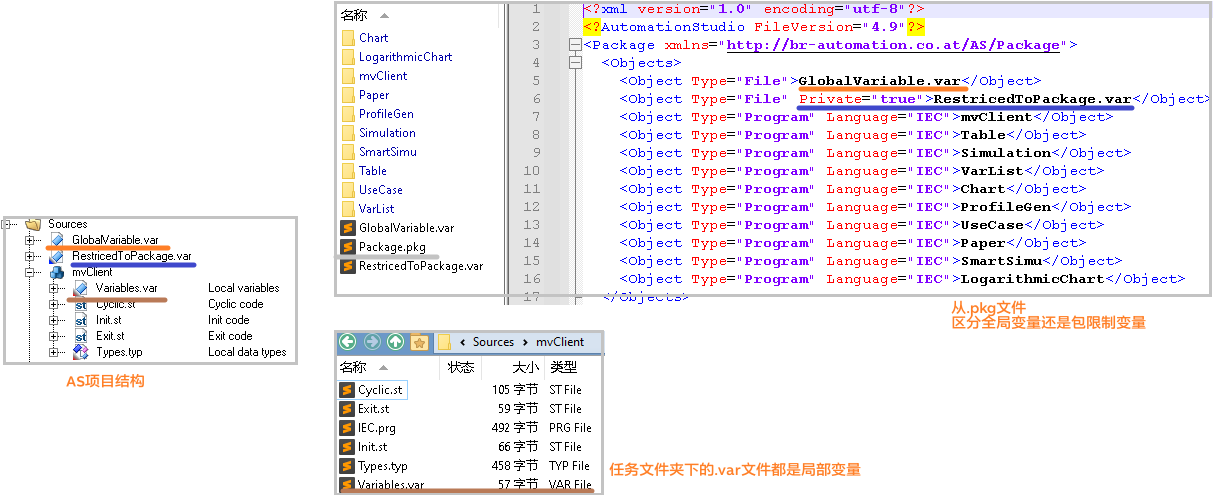 Sources
GlobalVariable.var
RestricedToPackage.var
mvClient
Variables.var Local variables
Cyclic.st Cyclic code
Init.st Init code
Exit.st Exit code
Types.typ Local data types
AS项目结构
名称
Chart
LogarithmicChart
mvClient
Paper
ProfileGen
Simulation
SmartSimu
Table
UseCase
VarList
GlobalVariable.var
Package.pkg
RestricedToPackage.var
1 <?xml version="1.0" encoding="utf-8"?>
2 <?AutomationStudio FileVersion="4.9"?>
3 <Package xmlns="http://br-automation.co.at/AS/Package">
4 <Objects>
5 <Object Type="File">GlobalVariable.var</Object>
6 <Object Type="File" Private="true">RestricedToPackage.var</Object>
7 <Object Type="Program" Language="IEC">mvClient</Object>
8 <Object Type="Program" Language="IEC">Table</Object>
9 <Object Type="Program" Language="IEC">Simulation</Object>
10 <Object Type="Program" Language="IEC">VarList</Object>
11 <Object Type="Program" Language="IEC">Chart</Object>
12 <Object Type="Program" Language="IEC">ProfileGen</Object>
13 <Object Type="Program" Language="IEC">UseCase</Object>
14 <Object Type="Program" Language="IEC">Paper</Object>
15 <Object Type="Program" Language="IEC">SmartSimu</Object>
16 <Object Type="Program" Language="IEC">LogarithmicChart</Object>
17 </Objects>
从.pkg文件
区分全局变量还是包限制变量
Sources mvClient
名称 状态 大小 类型
Cyclic.st 105 字节 ST File
Exit.st 59 字节 ST File
IEC.prg 492 字节 PRG File
Init.st 66 字节 ST File
Types.typ 458 字节 TYP File
Variables.var 57 字节 VAR File
任务文件夹下的.var文件都是局部变量